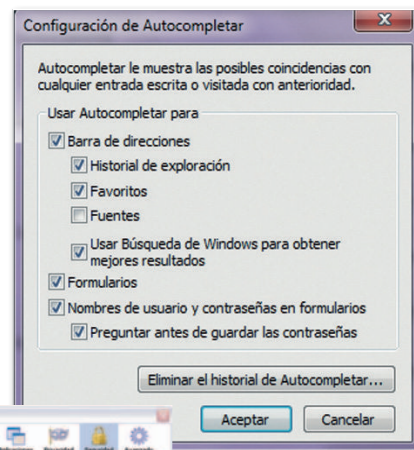 Configuración de Autocompletar
Autocompletar le muestra las posibles coincidencias con
cualquier entrada escrita o visitada con anterioridad.
Usar Autocompletar para
Barra de direcciones
Historial de exploración
Favoritos
Fuentes
Usar Búsqueda de Windows para obtener
mejores resultados
Formularios
Nombres de usuario y contraseñas en formularios
Preguntar antes de guardar las contraseñas
Eliminar el historial de Autocompletar...
Aceptar
Cancelar